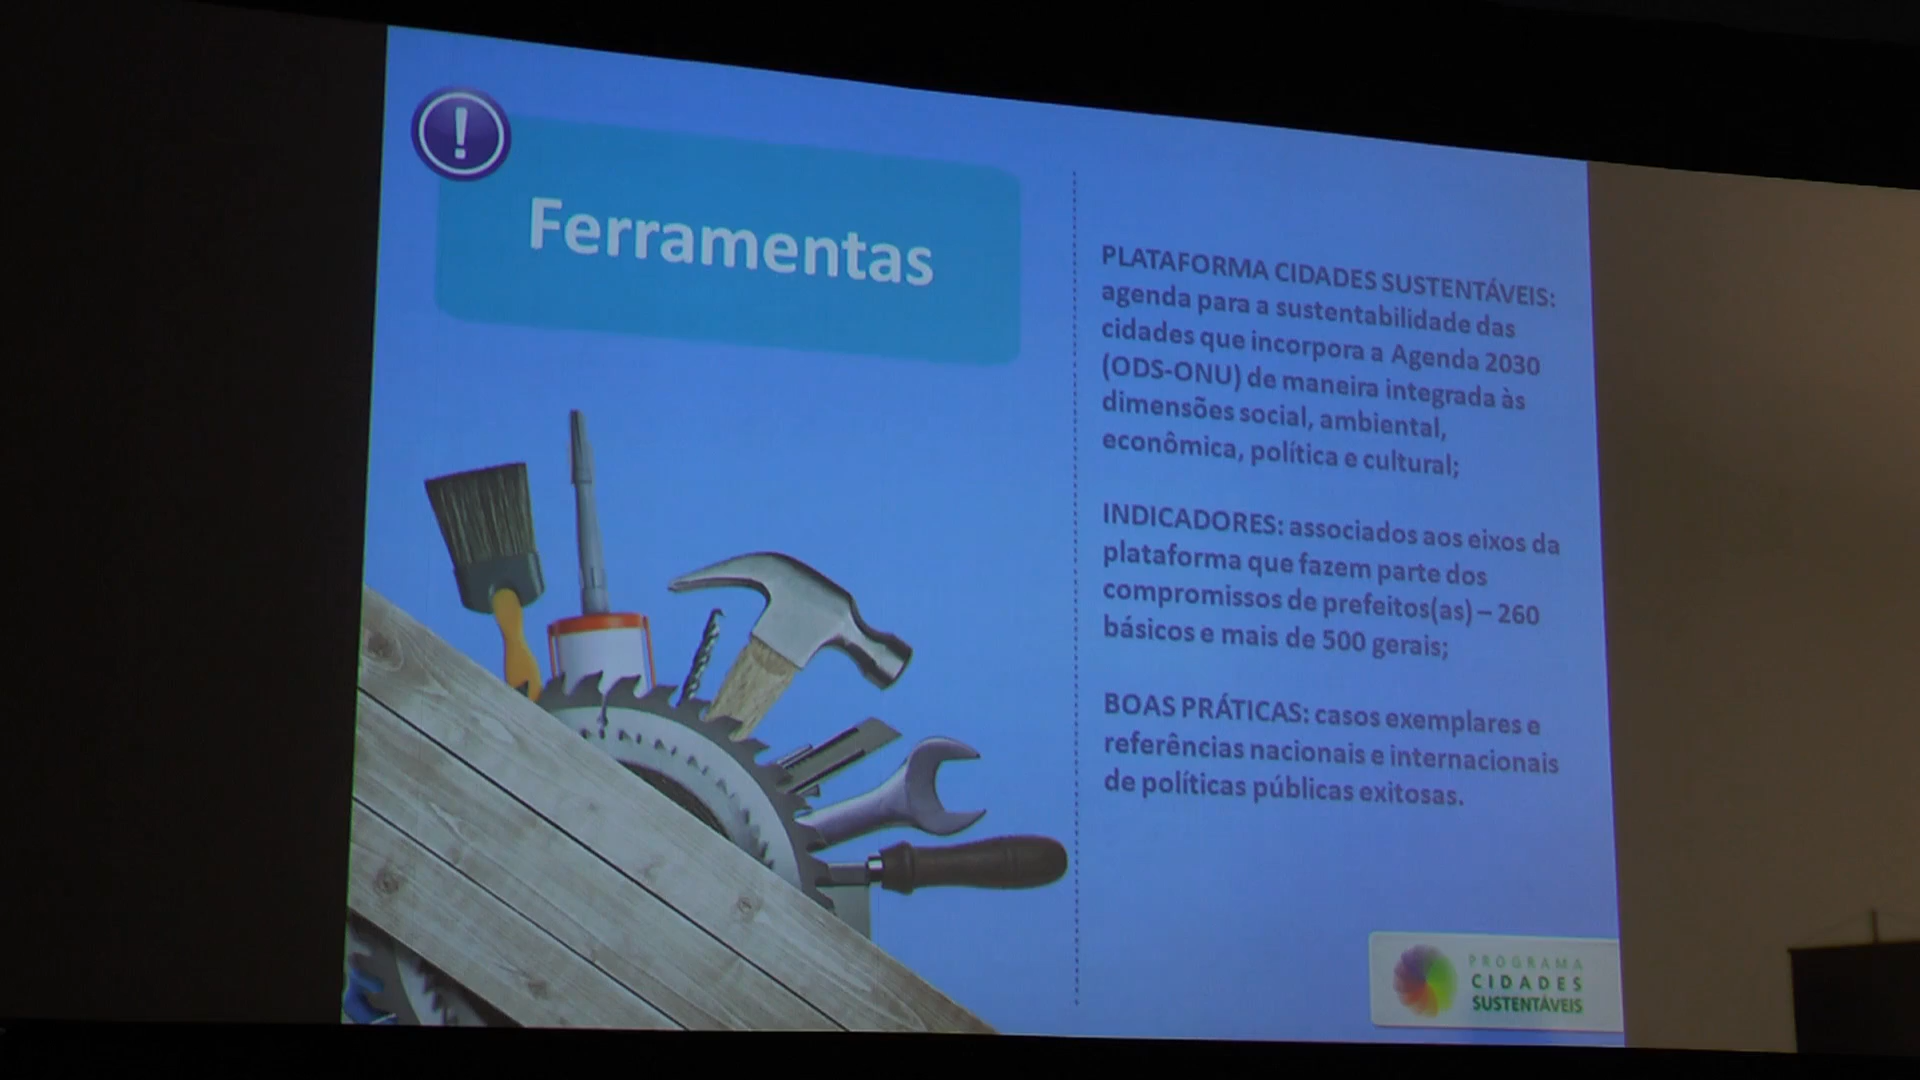 !
Ferramentas
PLATAFORMA CIDADES SUSTENTÁVEIS:
agenda para a sustentabilidade das
cidades que incorpora a Agenda 2030
(ODS-ONU) de maneira integrada às
dimensões social, ambiental,
econômica, política e cultural;
INDICADORES: associados aos eixos da
plataforma que fazem parte dos
compromissos de prefeitos(as) – 260
básicos e mais de 500 gerais;
BOAS PRÁTICAS: casos exemplares e
referências nacionais e internacionais
de políticas públicas exitosas.
PROGRAMA
CIDADES
SUSTENTÁVEIS